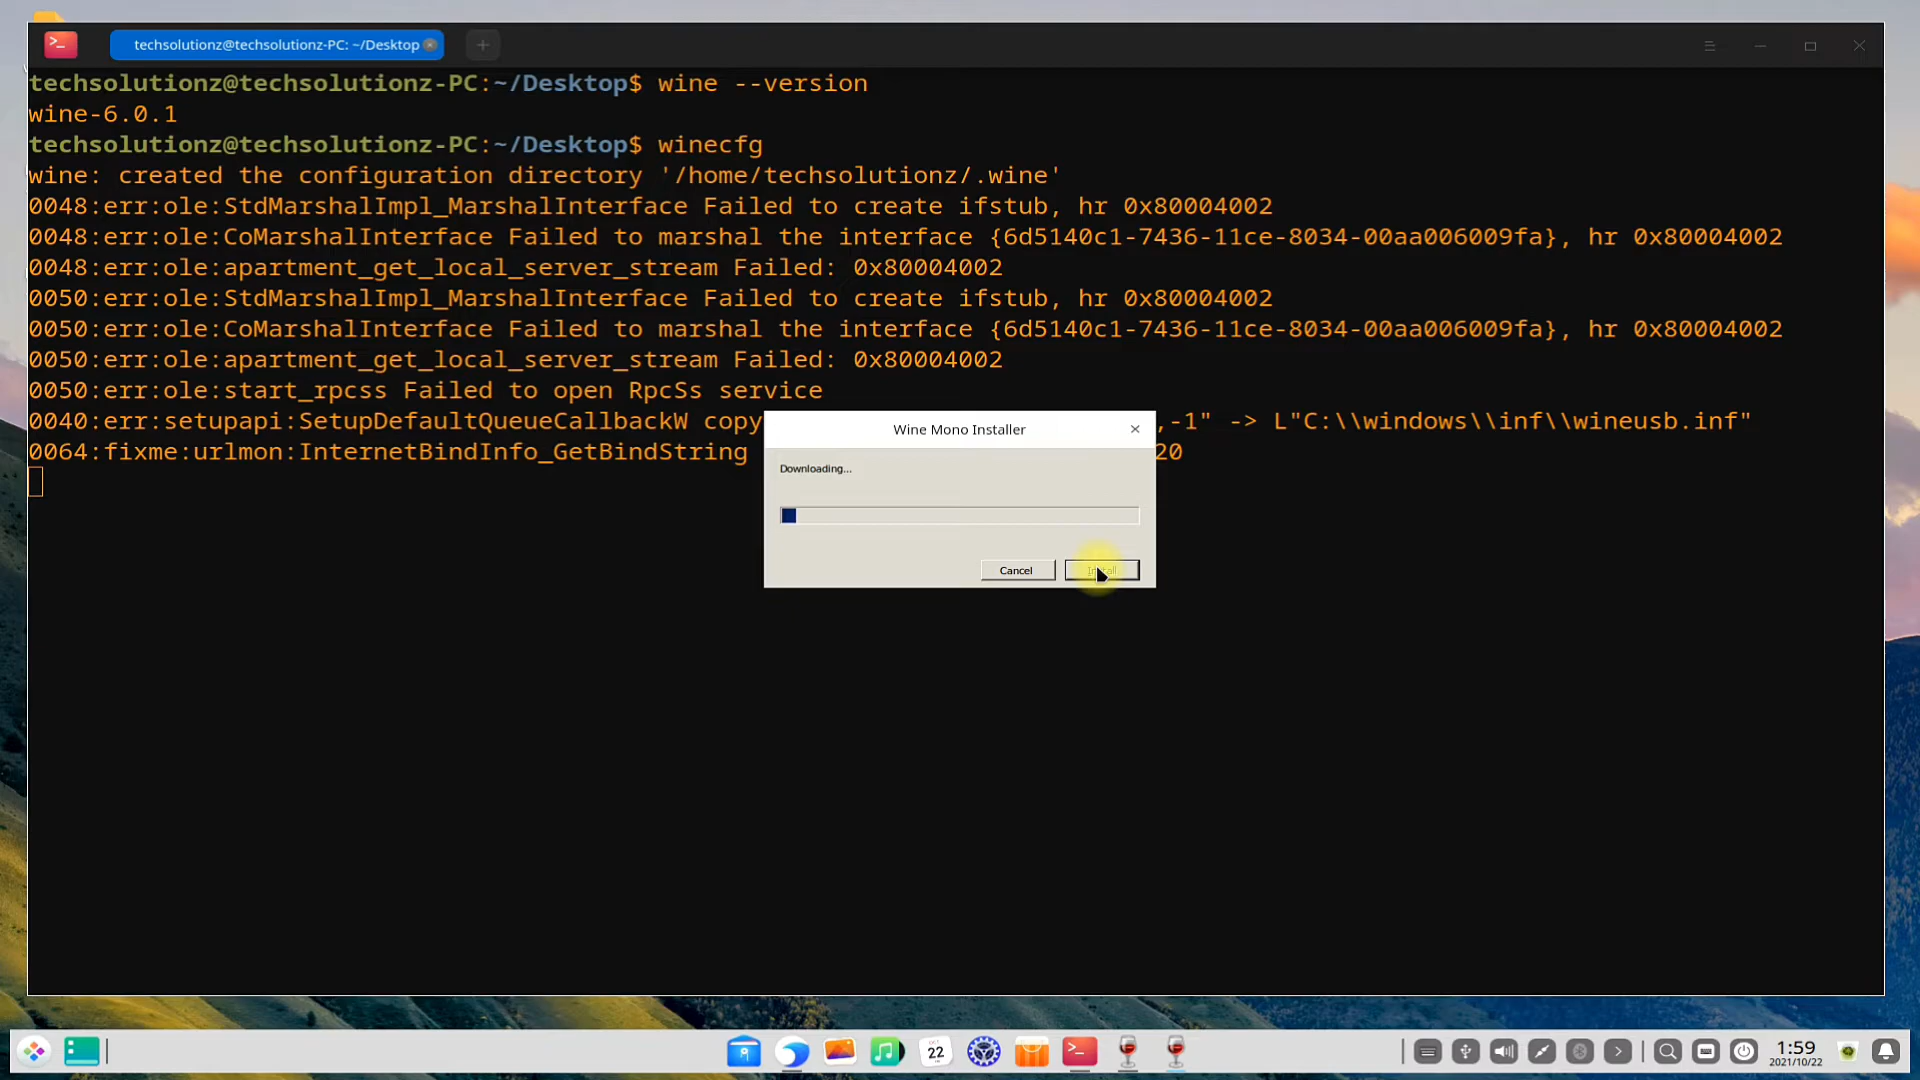 techsolutionz@techsolutionz-PC: ~/Desktop
techsolutionz@techsolutionz-PC:~/Desktop$ wine --version
wine-6.0.1
techsolutionz@techsolutionz-PC:~/Desktop$ winecfg
wine: created the configuration directory '/home/techsolutionz/.wine'
0048:err:ole:StdMarshalImpl_MarshalInterface Failed to create ifstub, hr 0x80004002
0048:err:ole:CoMarshalInterface Failed to marshal the interface {6d5140c1-7436-11ce-8034-00aa006009fa}, hr 0x80004002
0048:err:ole:apartment_get_local_server_stream Failed: 0x80004002
0050:err:ole:StdMarshalImpl_MarshalInterface Failed to create ifstub, hr 0x80004002
0050:err:ole:CoMarshalInterface Failed to marshal the interface {6d5140c1-7436-11ce-8034-00aa006009fa}, hr 0x80004002
0050:err:ole:apartment_get_local_server_stream Failed: 0x80004002
0050:err:ole:start_rpcss Failed to open RpcSs service
0040:err:setupapi:SetupDefaultQueueCallbackW copy ,-1" -> L"C:\\windows\\inf\\wineusb.inf"
0064:fixme:urlmon:InternetBindInfo_GetBindString 20
Wine Mono Installer
Downloading...
Cancel
22
1:59
2021/10/22